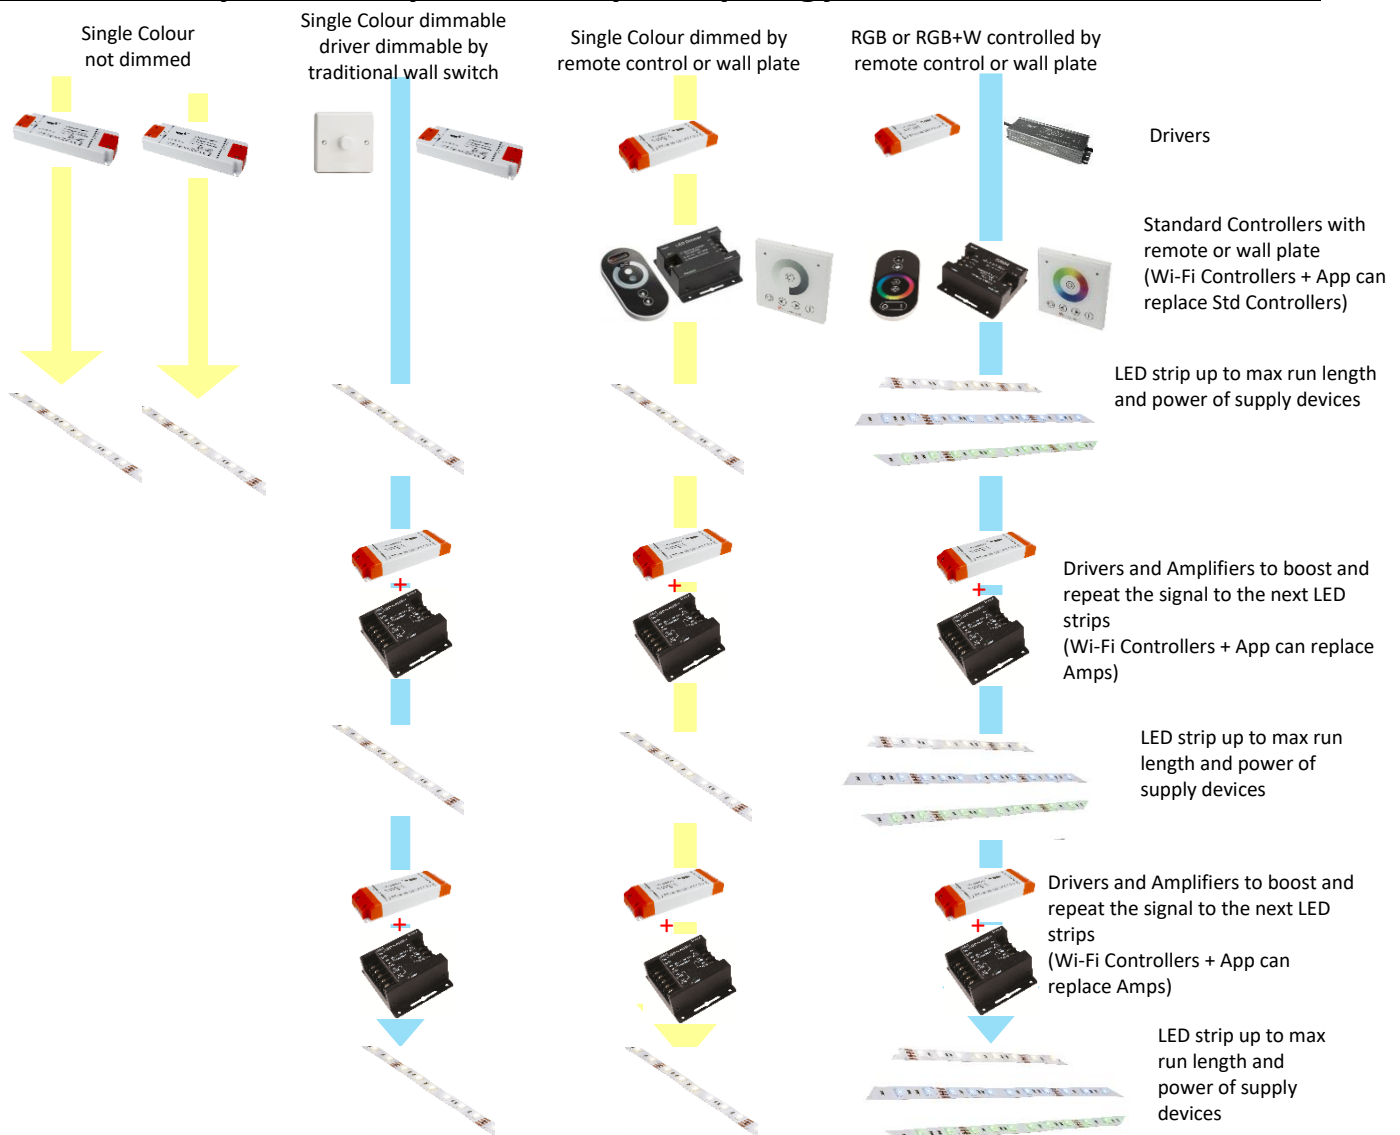 Single Colour
not dimmed
Single Colour dimmable
driver dimmable by
traditional wall switch
Single Colour dimmed by
remote control or wall plate
RGB or RGB+W controlled by
remote control or wall plate
Drivers
Standard Controllers with
remote or wall plate
(Wi-Fi Controllers + App can
replace Std Controllers)
LED strip up to max run length
and power of supply devices
Drivers and Amplifiers to boost and
repeat the signal to the next LED
strips
(Wi-Fi Controllers + App can replace
Amps)
LED strip up to max run
length and power of
supply devices
Drivers and Amplifiers to boost and
repeat the signal to the next LED
strips
(Wi-Fi Controllers + App can
replace Amps)
LED strip up to max
run length and
power of supply
devices